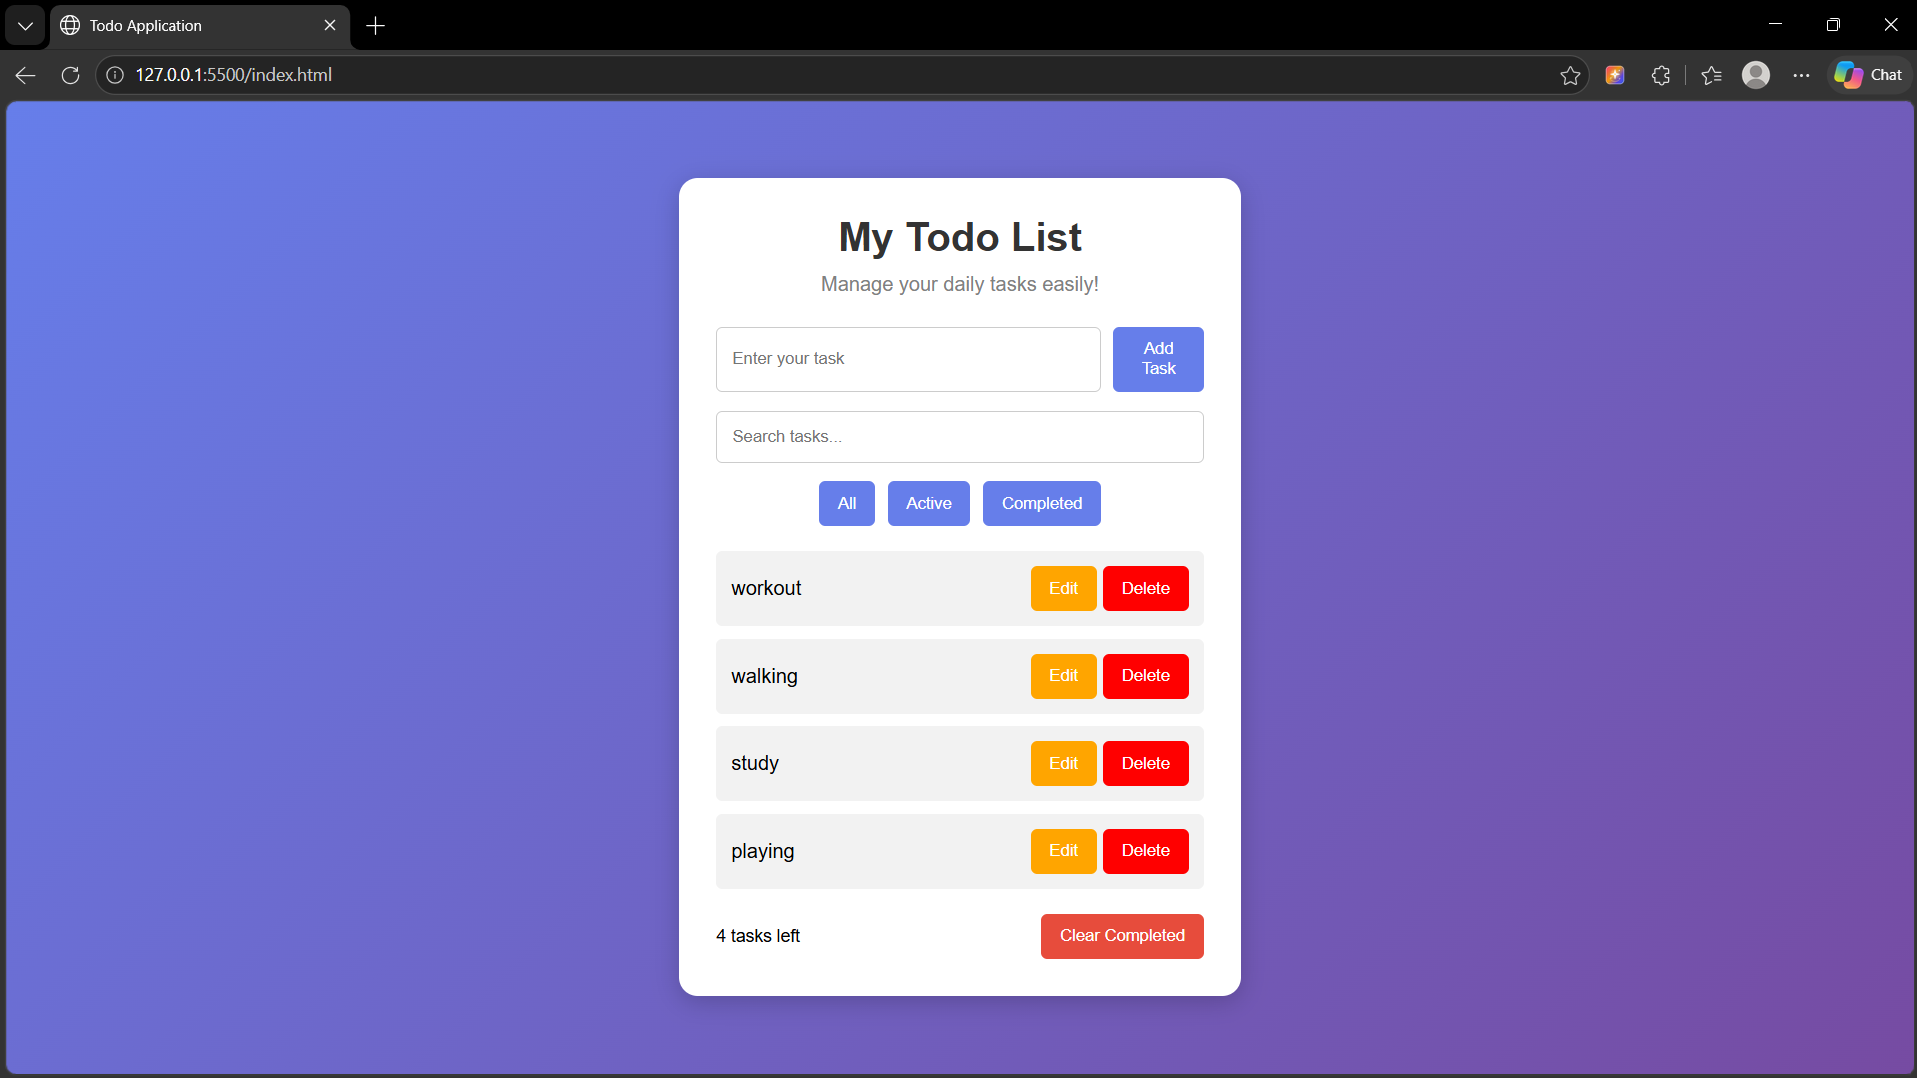 Todo Application
127.0.0.1:5500/index.html
Chat
My Todo List
Manage your daily tasks easily!
Enter your task
Add
Task
Search tasks...
All Active Completed
workout Edit Delete
walking Edit Delete
study Edit Delete
playing Edit Delete
4 tasks left Clear Completed